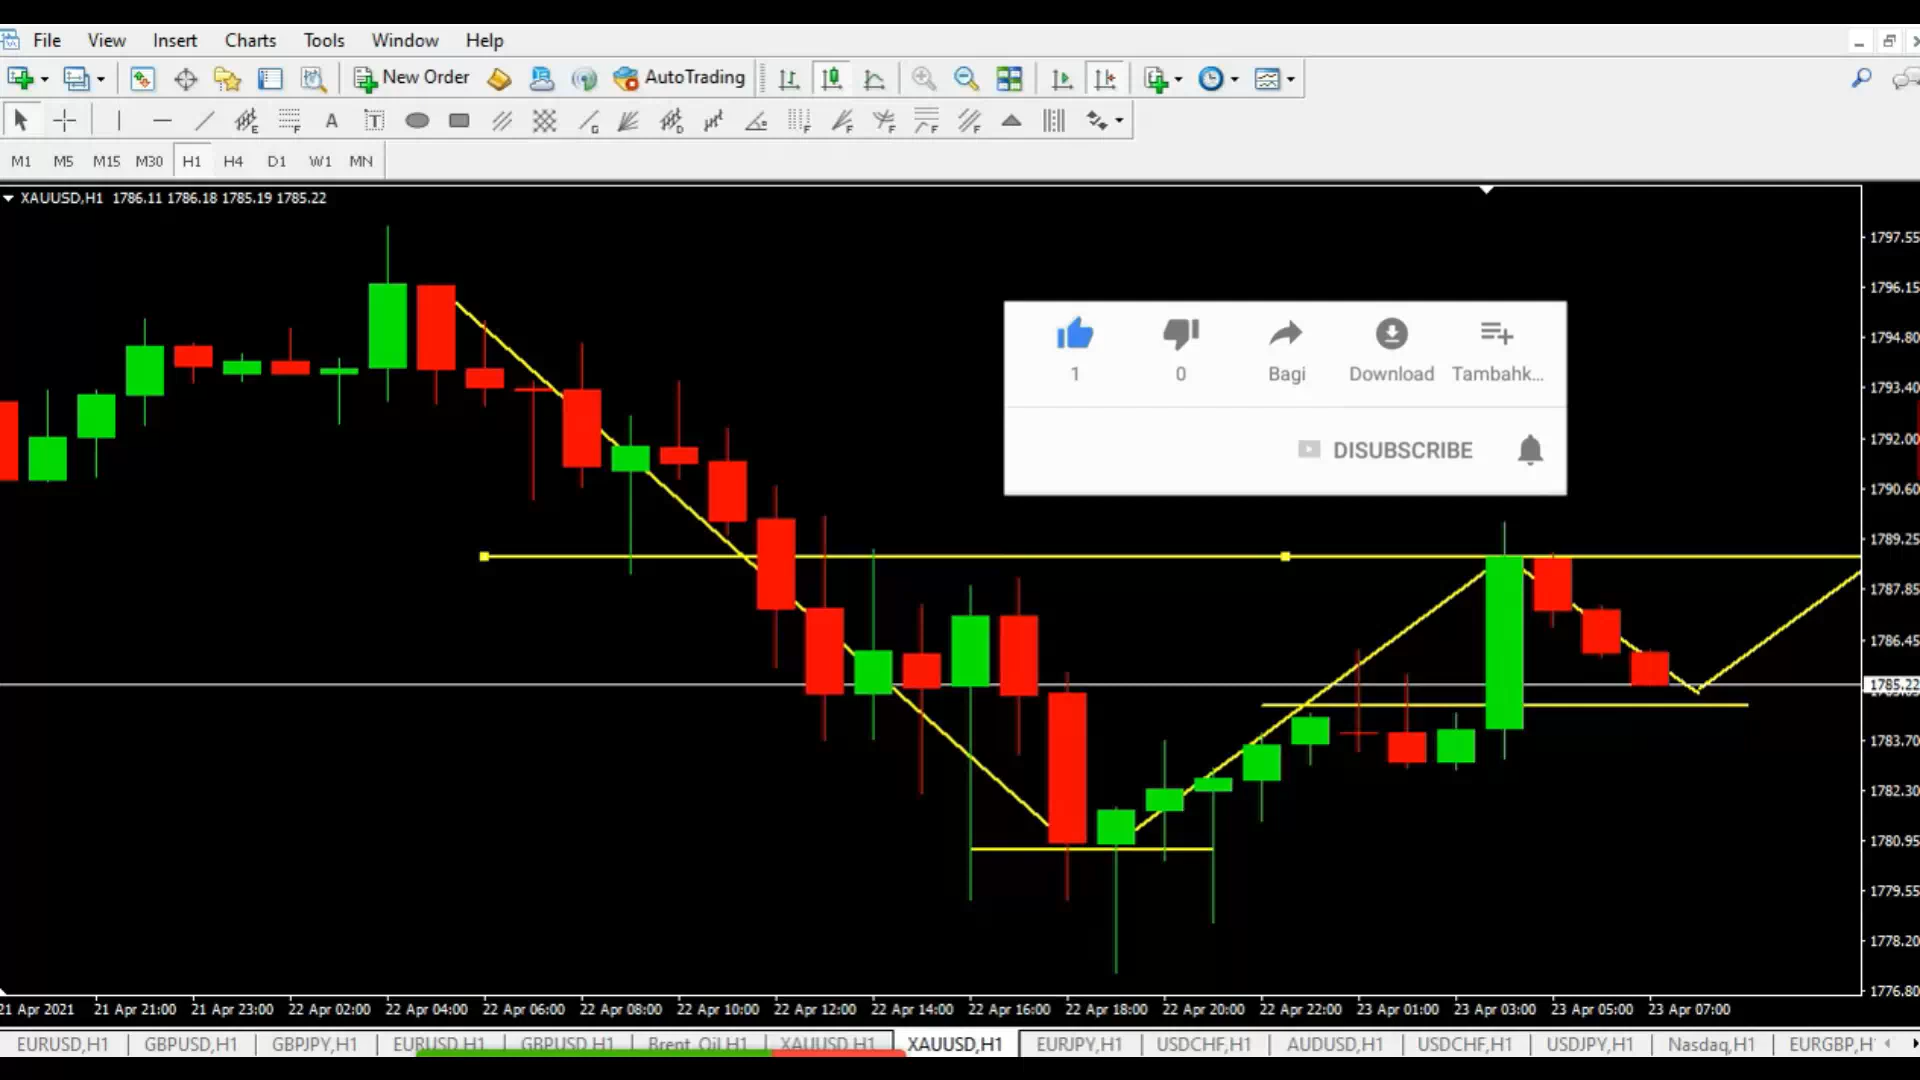 File View Insert Charts Tools Window Help
New Order AutoTrading
A T
M1 M5 M15 M30 H1 H4 D1 W1 MN
XAUUSD,H1 1786.11 1786.18 1785.19 1785.22
1797.55
1796.15
1794.80
1793.40
1792.00
1790.60
1789.25
1787.85
1786.45
1785.22
1783.70
1782.30
1780.95
1779.55
1778.20
1776.80
1 0 Bagi Download Tambahk...
DISUBSCRIBE
21 Apr 2021 21 Apr 21:00 21 Apr 23:00 22 Apr 02:00 22 Apr 04:00 22 Apr 06:00 22 Apr 08:00 22 Apr 10:00 22 Apr 12:00 22 Apr 14:00 22 Apr 16:00 22 Apr 18:00 22 Apr 20:00 22 Apr 22:00 23 Apr 01:00 23 Apr 03:00 23 Apr 05:00 23 Apr 07:00
EURUSD,H1 GBPUSD,H1 GBPJPY,H1 EURUSD,H1 GBPUSD,H1 Brent_Oil,H1 XAUUSD,H1 XAUUSD,H1 EURJPY,H1 USDCHF,H1 AUDUSD,H1 USDCHF,H1 USDJPY,H1 Nasdaq,H1 EURGBP,H